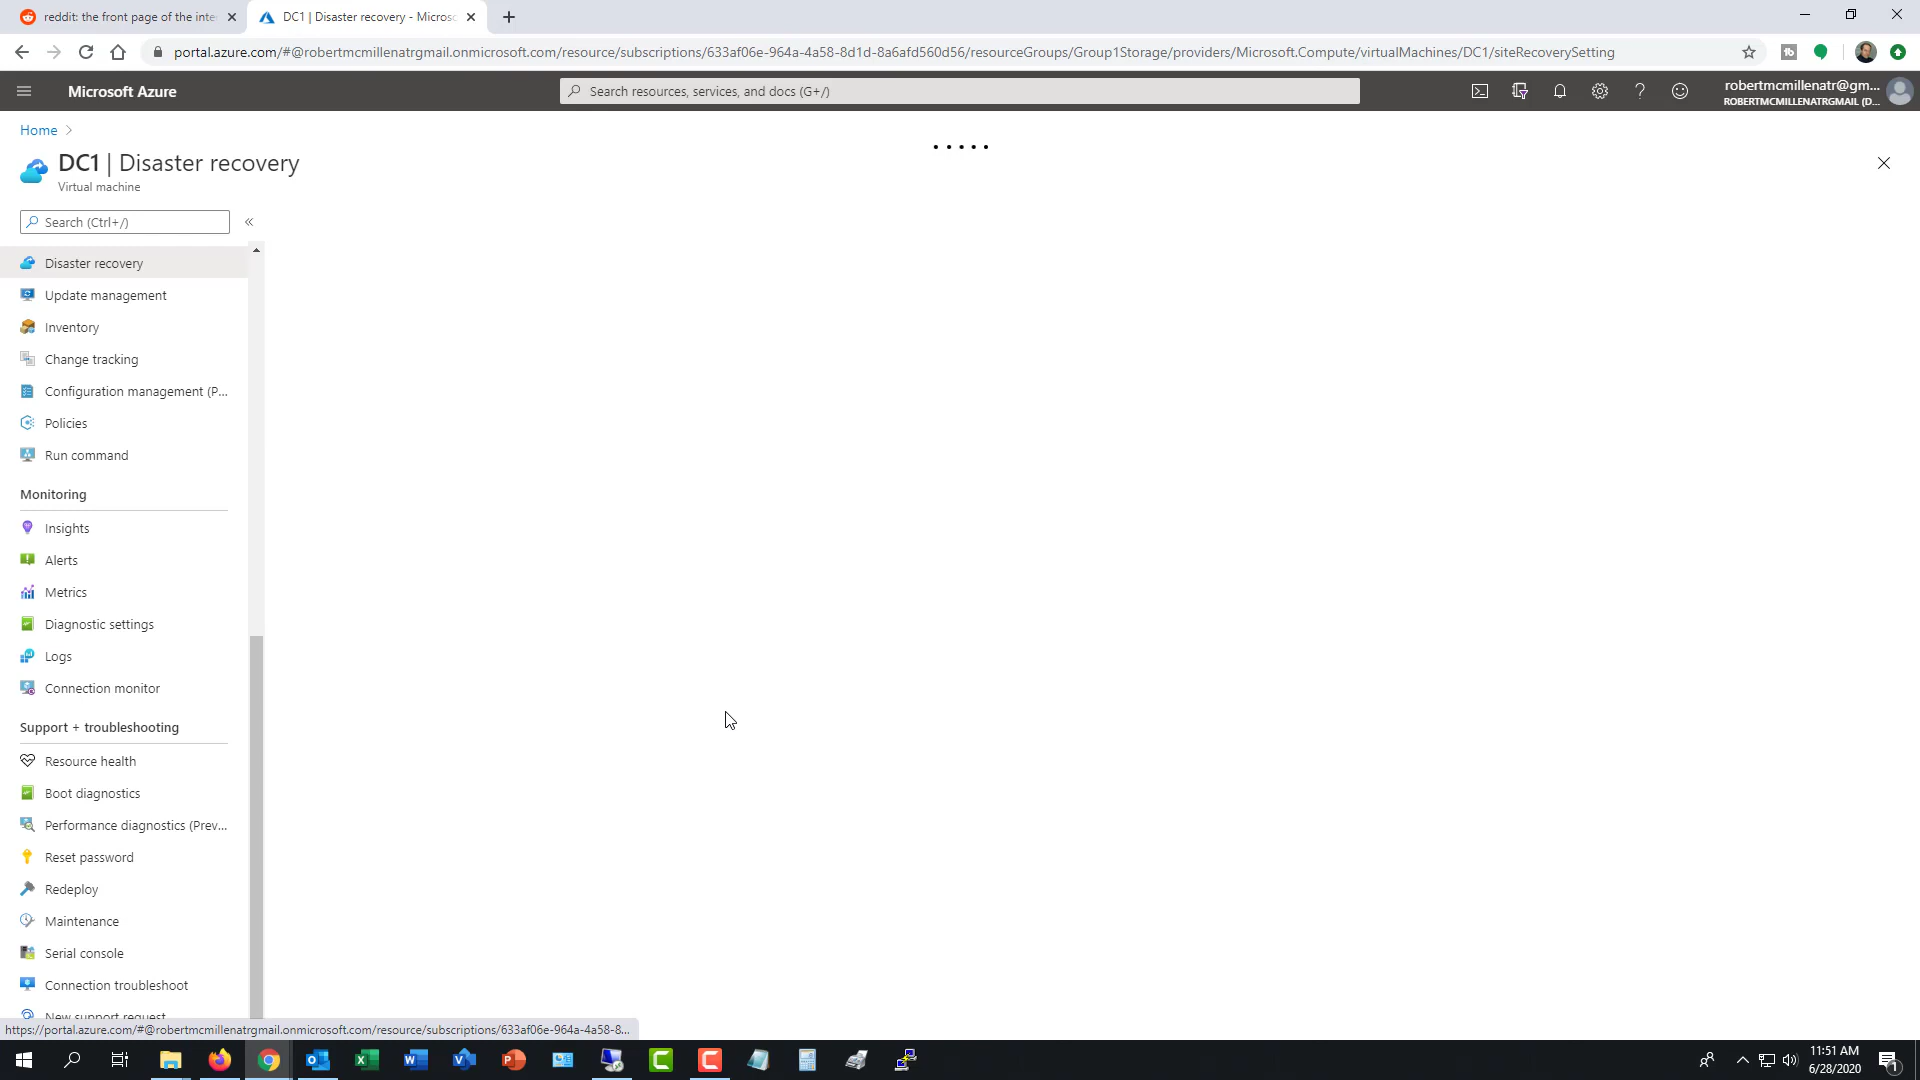 reddit: the front page of the inte
DC1 | Disaster recovery - Micros
portal.azure.com/#@robertmcmillenatrgmail.onmicrosoft.com/resource/subscriptions/633af06e-964a-4a58-8d1d-8a6afd560d56/resourceGroups/Group1Storage/providers/Microsoft.Compute/virtualMachines/DC1/siteRecoverySetting
Microsoft Azure
Search resources, services, and docs (G+/)
robertmcmillenatr@gm...
ROBERTMCMILLENATRGMAIL (D...
Home
DC1 | Disaster recovery
Virtual machine
Search (Ctrl+/)
Disaster recovery
Update management
Inventory
Change tracking
Configuration management (P...
Policies
Run command
Monitoring
Insights
Alerts
Metrics
Diagnostic settings
Logs
Connection monitor
Support + troubleshooting
Resource health
Boot diagnostics
Performance diagnostics (Prev...
Reset password
Redeploy
Maintenance
Serial console
Connection troubleshoot
New support request
https://portal.azure.com/#@robertmcmillenatrgmail.onmicrosoft.com/resource/subscriptions/633af06e-964a-4a58-8...
11:51 AM
6/28/2020
1